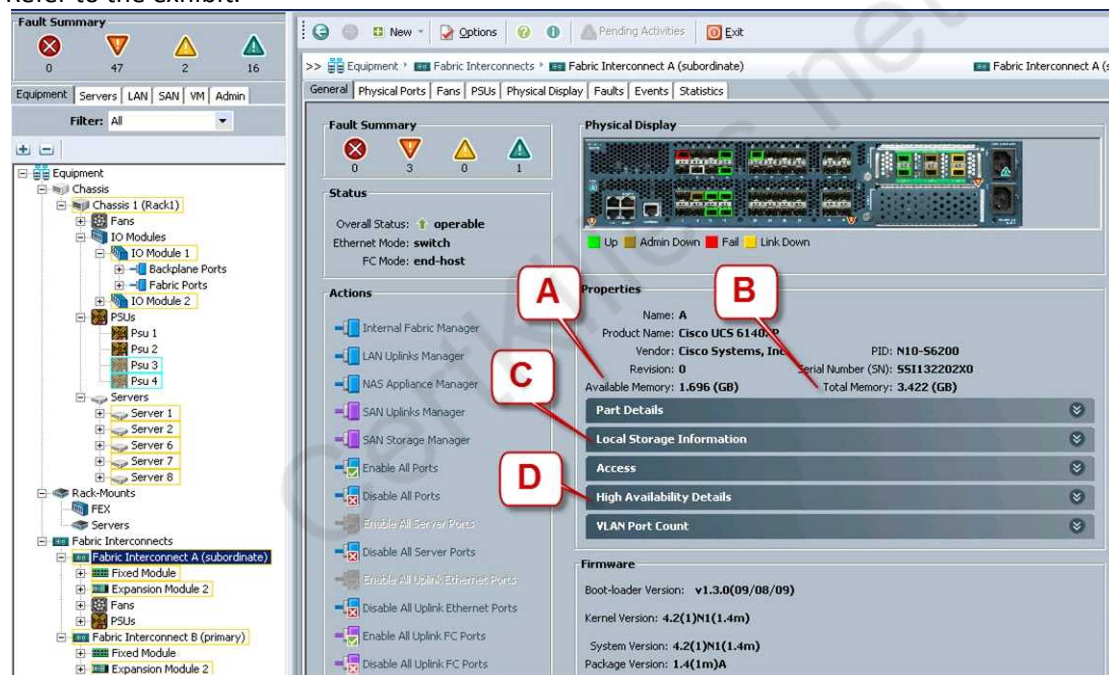 Refer to the exhibit.
Fault Summary
0 47 2 16
Equipment Servers LAN SAN VM Admin
Filter: All
Equipment
Chassis
Chassis 1 (Rack1)
Fans
IO Modules
IO Module 1
Backplane Ports
Fabric Ports
IO Module 2
PSUs
Psu 1
Psu 2
Psu 3
Psu 4
Servers
Server 1
Server 2
Server 6
Server 7
Server 8
Rack-Mounts
FEX
Servers
Fabric Interconnects
Fabric Interconnect A (subordinate)
Fixed Module
Expansion Module 2
Fans
PSUs
Fabric Interconnect B (primary)
Fixed Module
Expansion Module 2
New Options Pending Activities Exit
>> Equipment Fabric Interconnects Fabric Interconnect A (subordinate) Fabric Interconnect A (s
General Physical Ports Fans PSUs Physical Display Faults Events Statistics
Fault Summary
0 3 0 1
Status
Overall Status: operable
Ethernet Mode: switch
FC Mode: end-host
Actions
Internal Fabric Manager
LAN Uplinks Manager
NAS Appliance Manager
SAN Uplinks Manager
SAN Storage Manager
Enable All Ports
Disable All Ports
Enable All Server Ports
Disable All Server Ports
Enable All Uplink Ethernet Ports
Disable All Uplink Ethernet Ports
Enable All Uplink FC Ports
Disable All Uplink FC Ports
Physical Display
Up Admin Down Fail Link Down
A
B
C
D
Properties
Name: A
Product Name: Cisco UCS 6140XP
Vendor: Cisco Systems, Inc PID: N10-S6200
Revision: 0 Serial Number (SN): SSI132202X0
Available Memory: 1.696 (GB) Total Memory: 3.422 (GB)
Part Details
Local Storage Information
Access
High Availability Details
VLAN Port Count
Firmware
Boot-loader Version: v1.3.0(09/08/09)
Kernel Version: 4.2(1)N1(1.4m)
System Version: 4.2(1)N1(1.4m)
Package Version: 1.4(1m)A
CertKillers.net